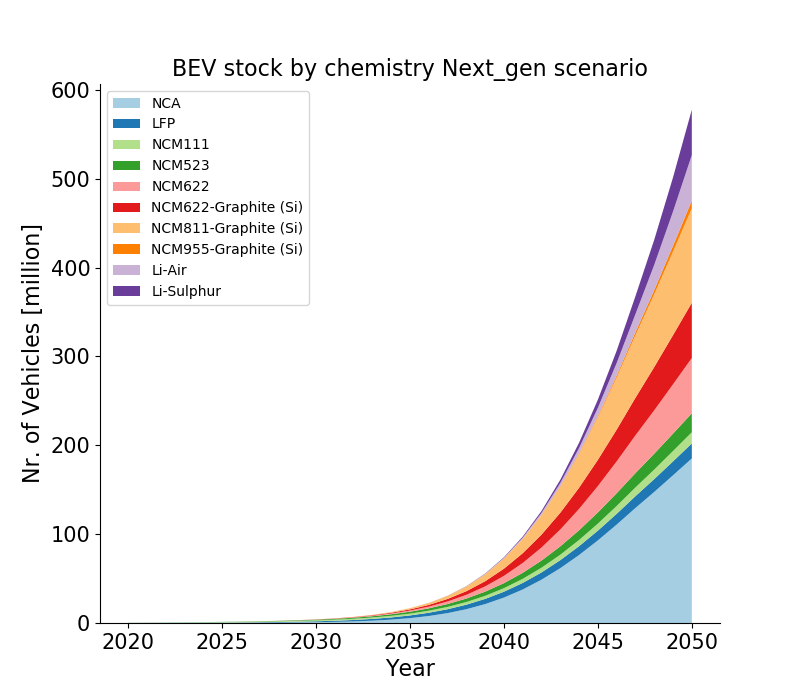 BEV stock by chemistry Next_gen scenario
600
500
400
300
200
100
0
Nr. of Vehicles [million]
NCA
LFP
NCM111
NCM523
NCM622
NCM622-Graphite (Si)
NCM811-Graphite (Si)
NCM955-Graphite (Si)
Li-Air
Li-Sulphur
2020 2025 2030 2035 2040 2045 2050
Year